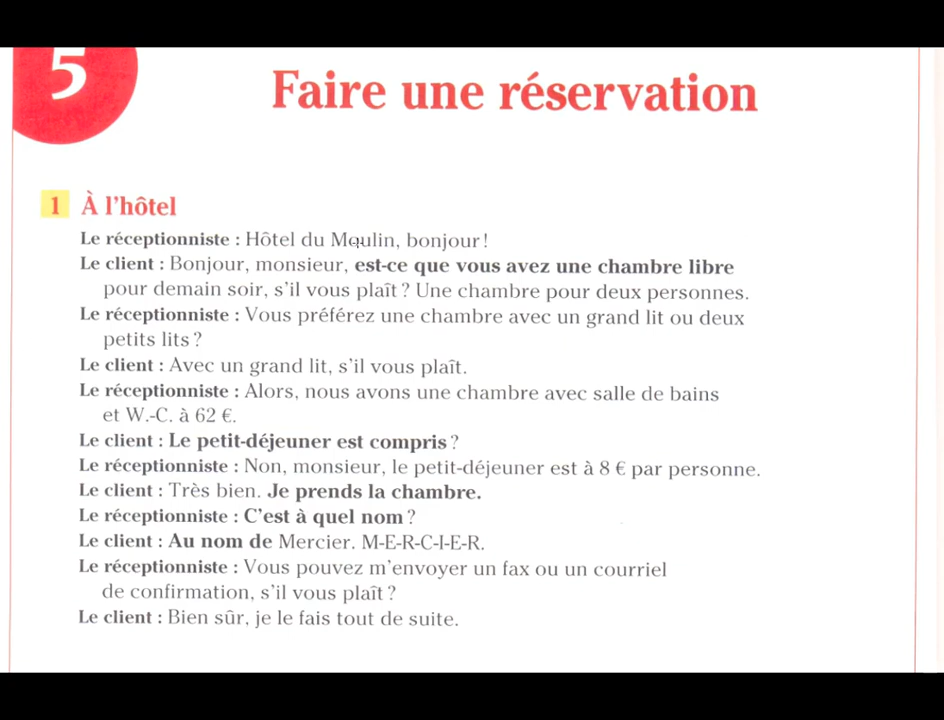 5
Faire une réservation
1 À l'hôtel
Le réceptionniste : Hôtel du Moulin, bonjour !
Le client : Bonjour, monsieur, est-ce que vous avez une chambre libre
pour demain soir, s'il vous plaît ? Une chambre pour deux personnes.
Le réceptionniste : Vous préférez une chambre avec un grand lit ou deux
petits lits ?
Le client : Avec un grand lit, s'il vous plaît.
Le réceptionniste : Alors, nous avons une chambre avec salle de bains
et W.-C. à 62 €.
Le client : Le petit-déjeuner est compris ?
Le réceptionniste : Non, monsieur, le petit-déjeuner est à 8 € par personne.
Le client : Très bien. Je prends la chambre.
Le réceptionniste : C'est à quel nom ?
Le client : Au nom de Mercier. M-E-R-C-I-E-R.
Le réceptionniste : Vous pouvez m'envoyer un fax ou un courriel
de confirmation, s'il vous plaît ?
Le client : Bien sûr, je le fais tout de suite.